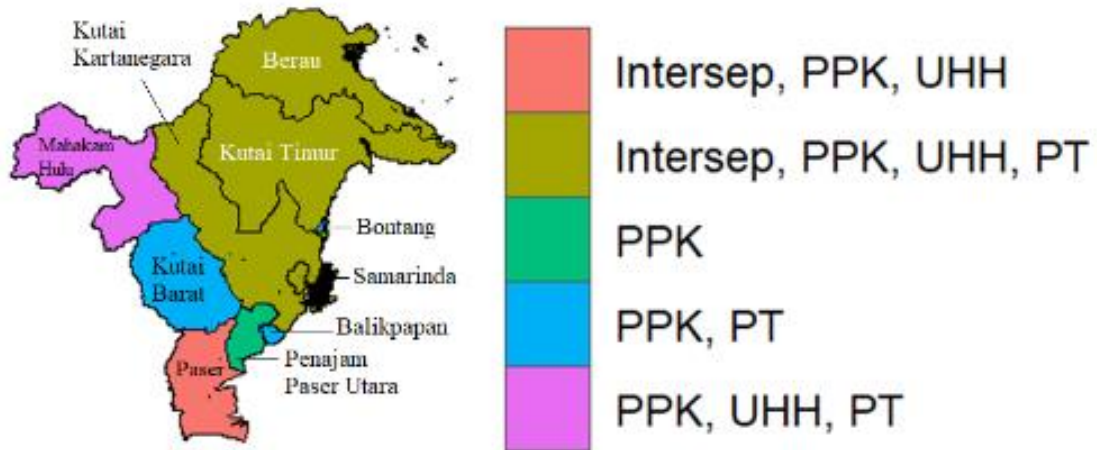 Kutai
Kartanegara
Berau
Mahakam
Hulu
Kutai Timur
Bontang
Kutai
Barat
Samarinda
Balikpapan
Paser
Penajam
Paser Utara
Intersep, PPK, UHH
Intersep, PPK, UHH, PT
PPK
PPK, PT
PPK, UHH, PT